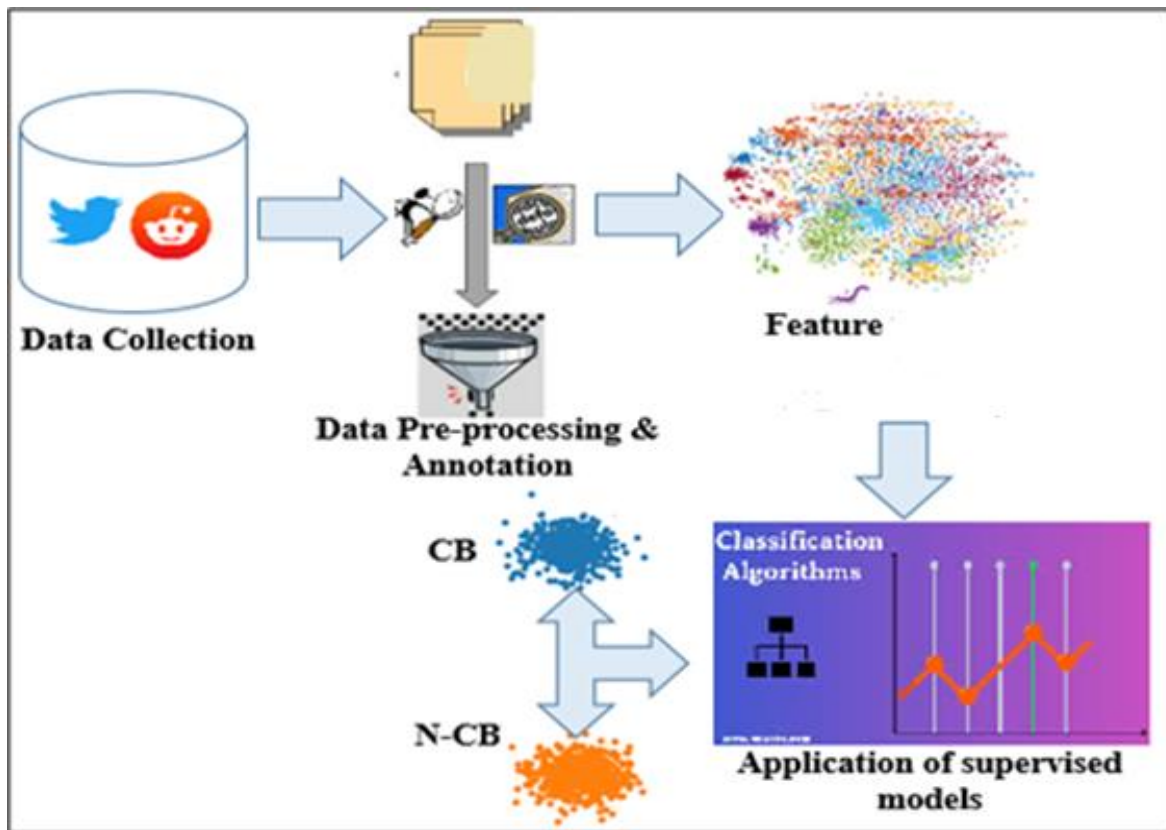 Data Collection
Data Pre-processing &
Annotation
Feature
CB
N-CB
Classification
Algorithms
Application of supervised
models